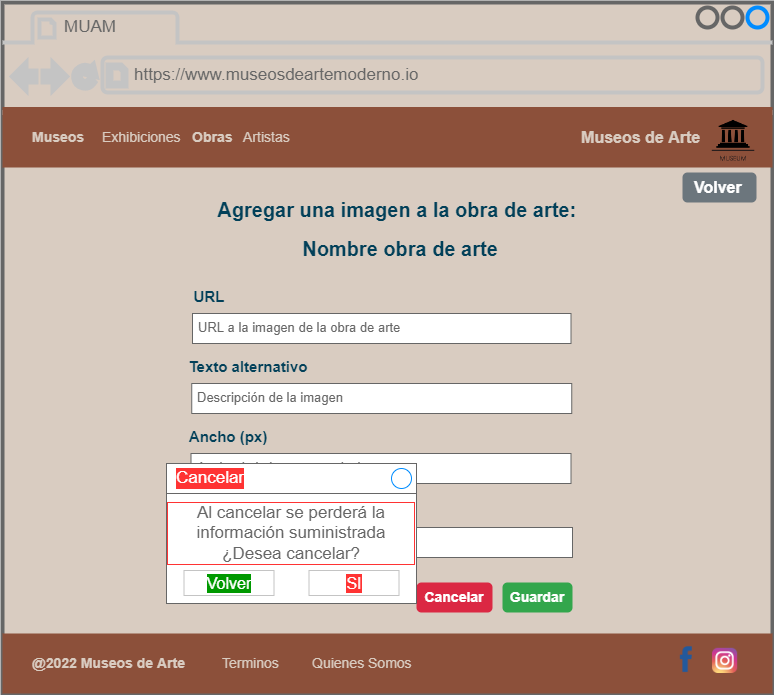 MUAM
https://www.museosdeartemoderno.io
Museos Exhibiciones Obras Artistas Museos de Arte
MUSEUM
Volver
Agregar una imagen a la obra de arte:
Nombre obra de arte
URL
URL a la imagen de la obra de arte
Texto alternativo
Descripción de la imagen
Ancho (px)
Cancelar
Al cancelar se perderá la
información suministrada
¿Desea cancelar?
Volver SI
Cancelar Guardar
@2022 Museos de Arte Terminos Quienes Somos